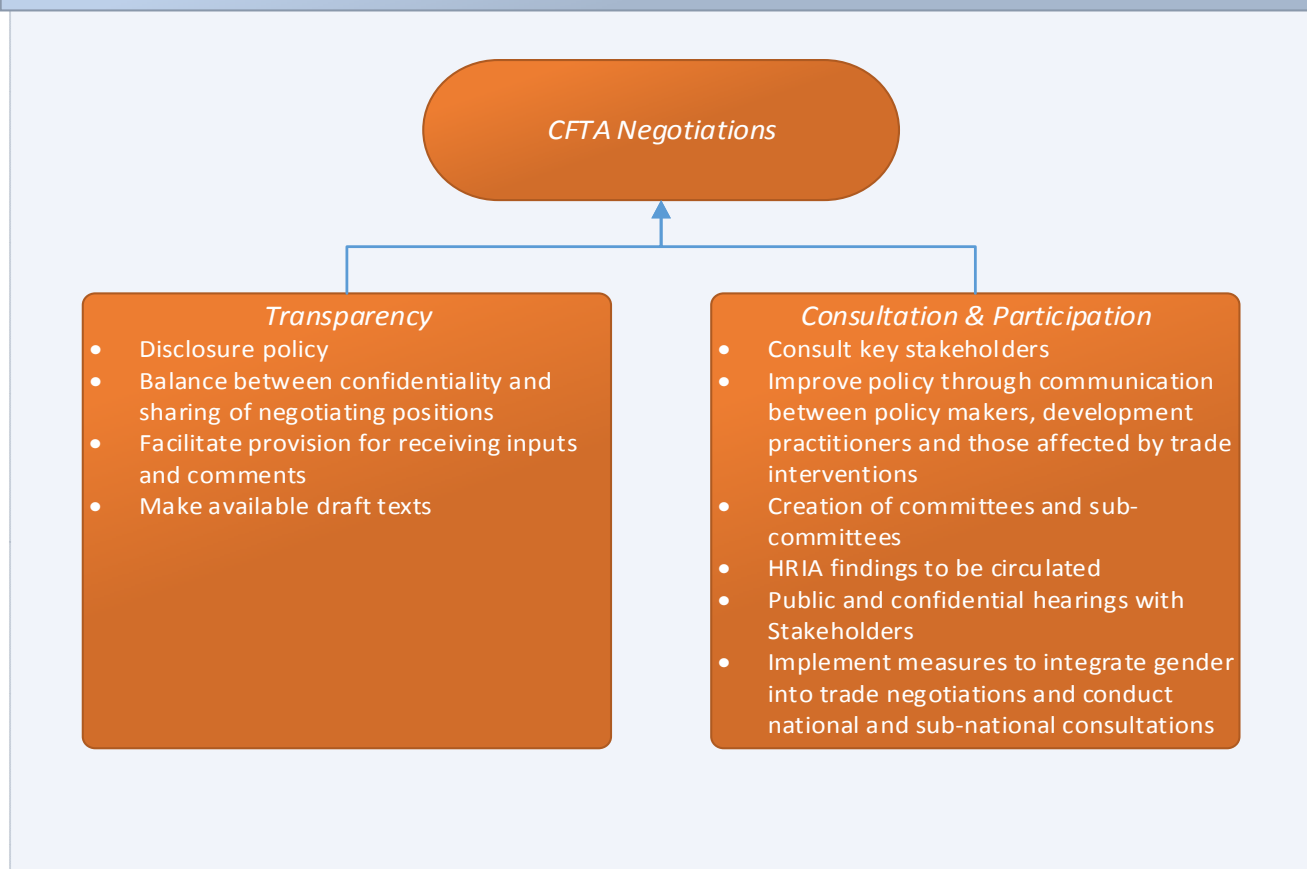 CFTA Negotiations
Transparency
● Disclosure policy
● Balance between confidentiality and
sharing of negotiating positions
● Facilitate provision for receiving inputs
and comments
● Make available draft texts
Consultation & Participation
● Consult key stakeholders
● Improve policy through communication
between policy makers, development
practitioners and those affected by trade
interventions
● Creation of committees and sub-
committees
● HRIA findings to be circulated
● Public and confidential hearings with
Stakeholders
● Implement measures to integrate gender
into trade negotiations and conduct
national and sub-national consultations